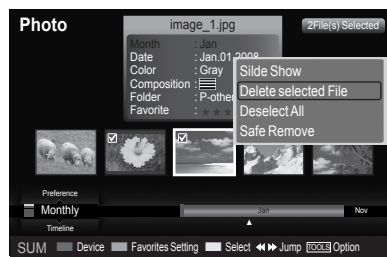 Photo
image_1.jpg
2File(s) Selected
Month : Jan
Date : Jan.01.2008
Color : Gray
Composition :
Folder : P-other
Favorite :
Silde Show
Delete selected File
Deselect All
Safe Remove
Preference
Monthly
Timeline
Jan
Nov
SUM Device Favorites Setting Select Jump TOOLS Option